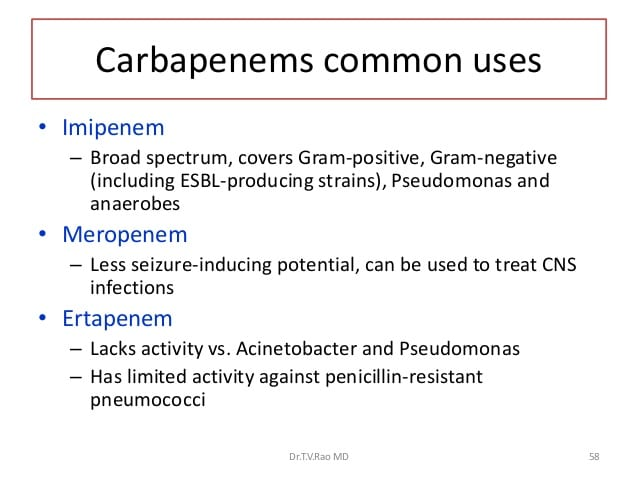 Carbapenems common uses
• Imipenem
– Broad spectrum, covers Gram-positive, Gram-negative
(including ESBL-producing strains), Pseudomonas and
anaerobes
• Meropenem
– Less seizure-inducing potential, can be used to treat CNS
infections
• Ertapenem
– Lacks activity vs. Acinetobacter and Pseudomonas
– Has limited activity against penicillin-resistant
pneumococci
Dr.T.V.Rao MD
58